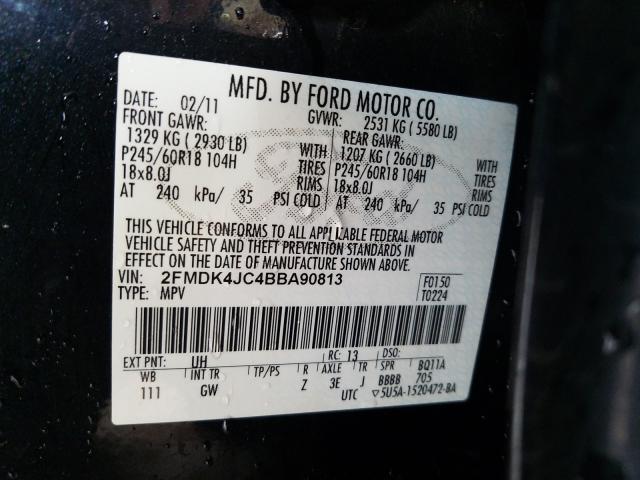 MFD. BY FORD MOTOR CO.
DATE: 02/11 GVWR: 2531 KG ( 5580 LB)
FRONT GAWR: REAR GAWR:
1329 KG ( 2930 LB) 1207 KG ( 2660 LB)
P245/60R18 104H TIRES P245/60R18 104H TIRES
18x8.0J RIMS 18x8.0J RIMS
AT 240 kPa/ 35 PSI COLD AT 240 kPa/ 35 PSI COLD
THIS VEHICLE CONFORMS TO ALL APPLICABLE FEDERAL MOTOR
VEHICLE SAFETY AND THEFT PREVENTION STANDARDS IN
EFFECT ON THE DATE OF MANUFACTURE SHOWN ABOVE.
VIN: 2FMDK4JC4BBA90813 F0150
TYPE: MPV T0224
EXT PNT: UH RC: 13 DSO:
WB INT TR TP/PS R AXLE TR SPR BQ11A
111 GW Z 3E J BBBB 705
UTC ▽5U5A-1520472-BA